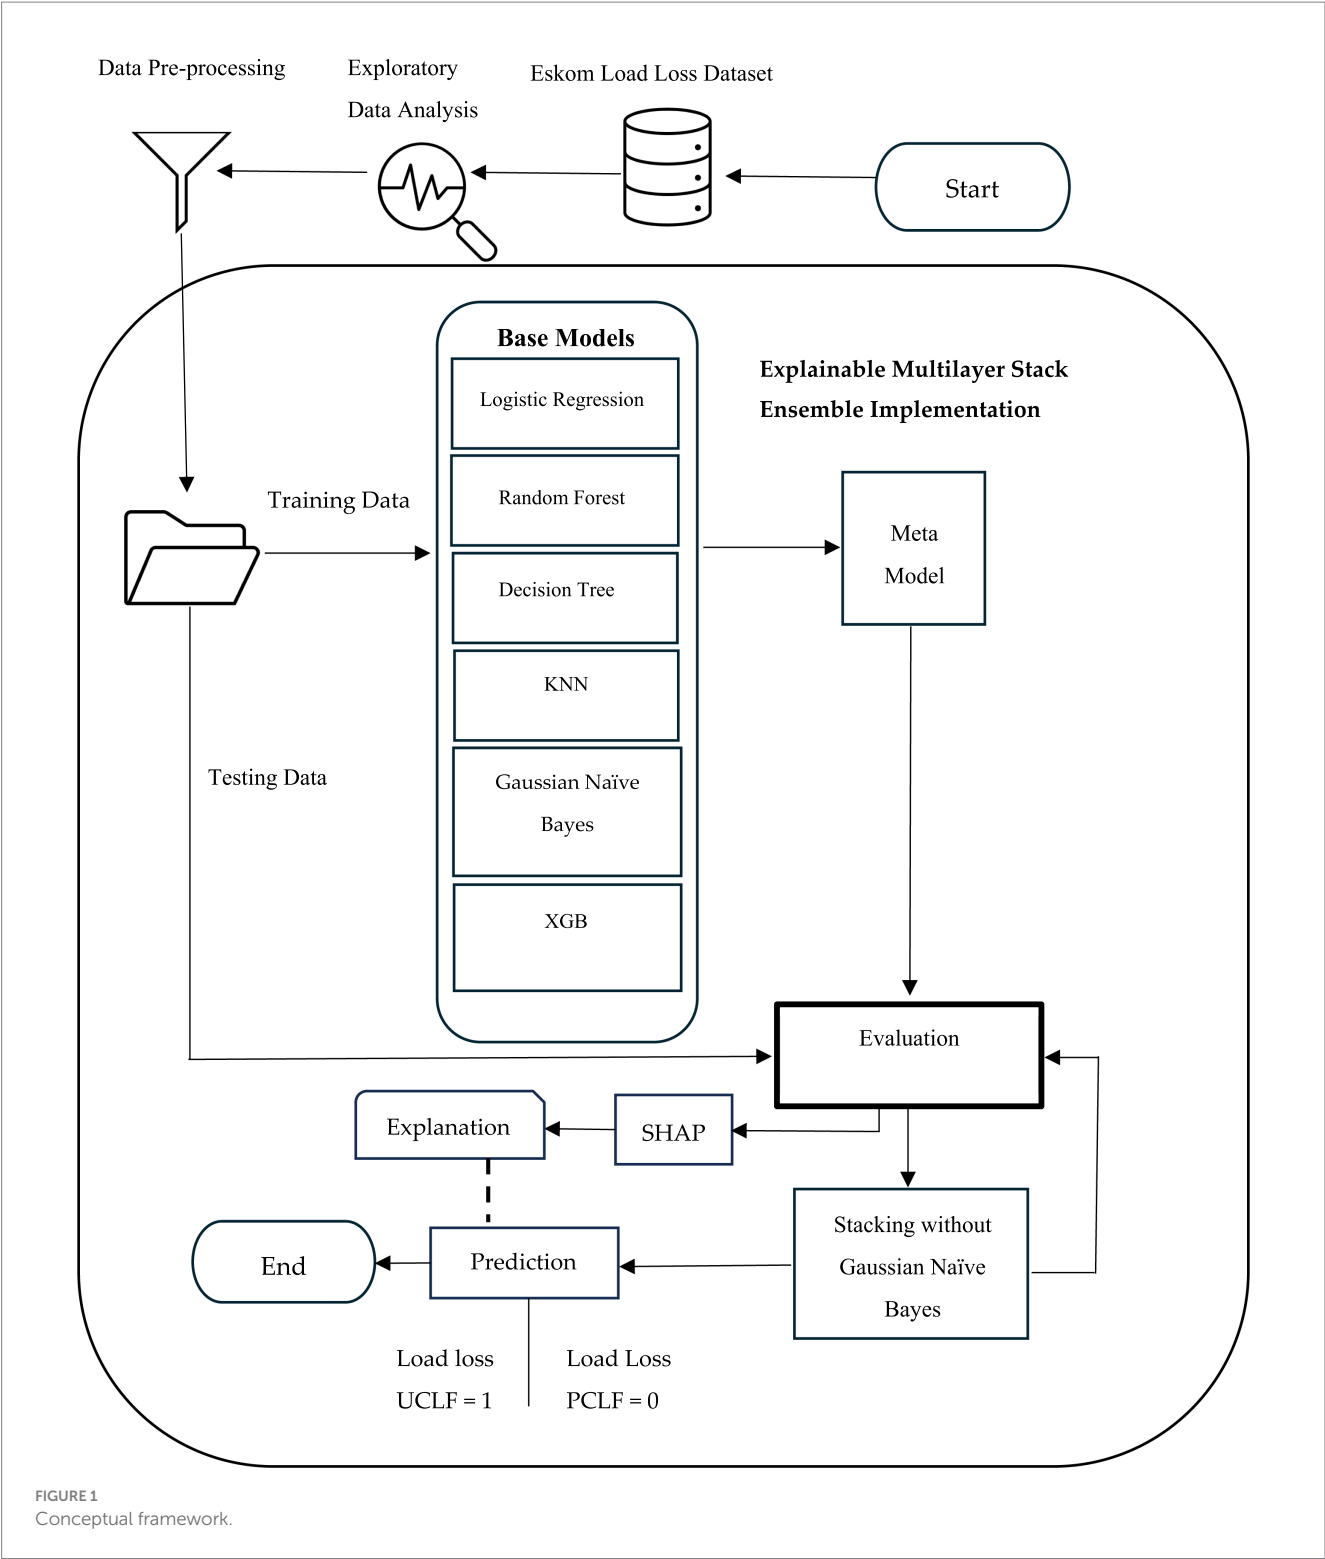 Data Pre-processing
Exploratory
Data Analysis
Eskom Load Loss Dataset
Start
Base Models
Logistic Regression
Random Forest
Decision Tree
KNN
Gaussian Naïve
Bayes
XGB
Explainable Multilayer Stack
Ensemble Implementation
Training Data
Meta
Model
Testing Data
Evaluation
Explanation
SHAP
Stacking without
Gaussian Naïve
Bayes
End
Prediction
Load loss
UCLF = 1
Load Loss
PCLF = 0
FIGURE 1
Conceptual framework.